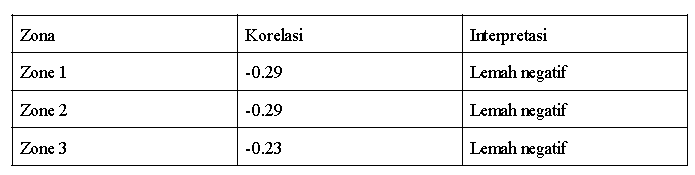 Zona Korelasi Interpretasi
Zone 1 -0.29 Lemah negatif
Zone 2 -0.29 Lemah negatif
Zone 3 -0.23 Lemah negatif